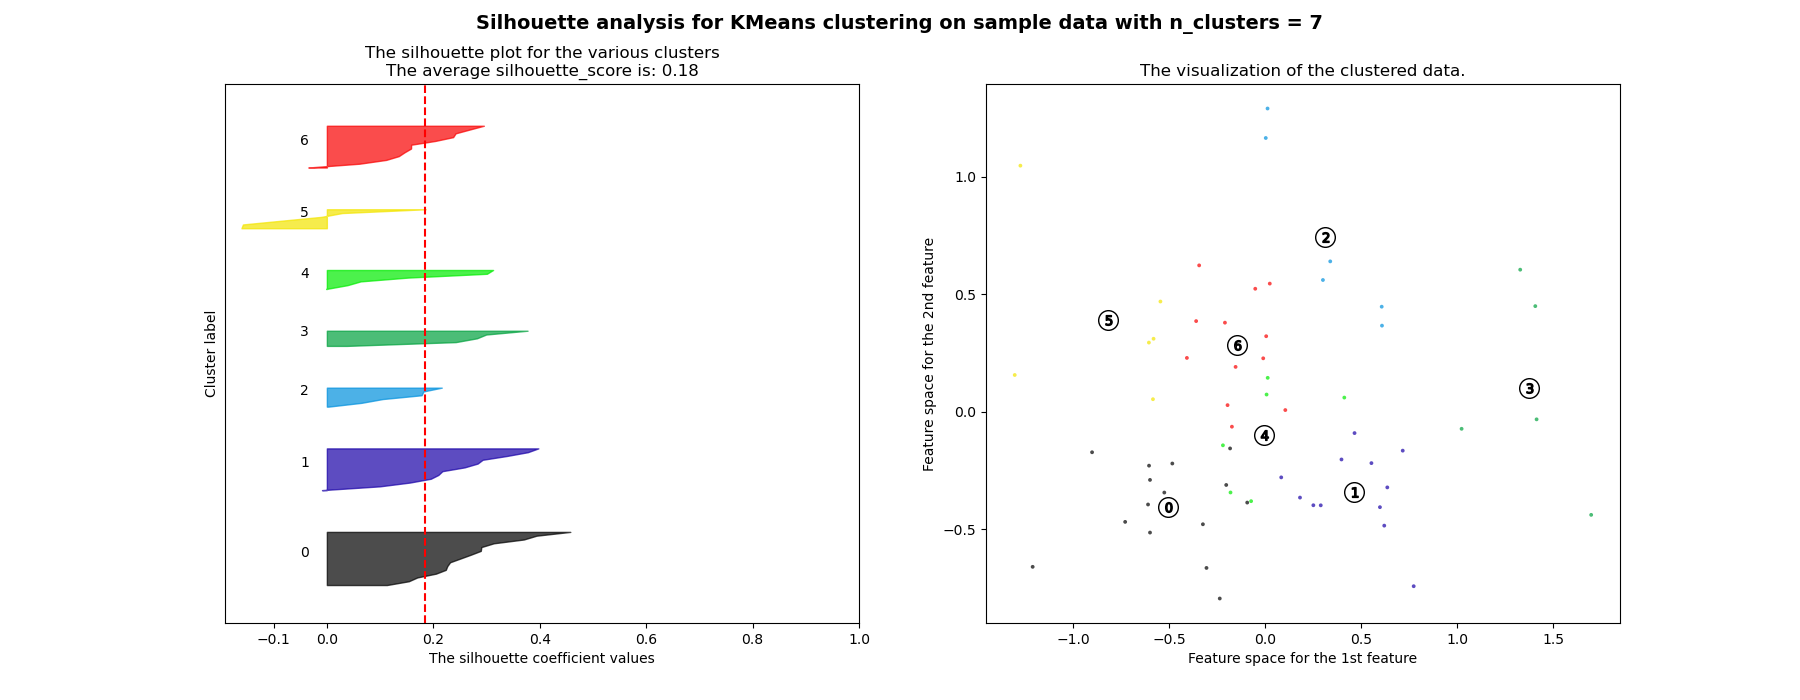 Silhouette analysis for KMeans clustering on sample data with n_clusters = 7
The silhouette plot for the various clusters
The average silhouette_score is: 0.18
Cluster label
6
5
4
3
2
1
0
−0.1 0.0 0.2 0.4 0.6 0.8 1.0
The silhouette coefficient values
The visualization of the clustered data.
Feature space for the 2nd feature
1.0
0.5
0.0
−0.5
2
5
6
3
4
1
0
−1.0 −0.5 0.0 0.5 1.0 1.5
Feature space for the 1st feature